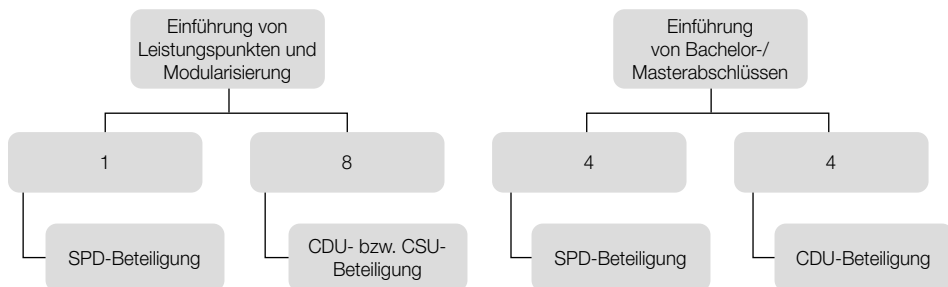 Einführung von
Leistungspunkten und
Modularisierung
1
8
SPD-Beteiligung
CDU- bzw. CSU-
Beteiligung
Einführung
von Bachelor-/
Masterabschlüssen
4
4
SPD-Beteiligung
CDU-Beteiligung